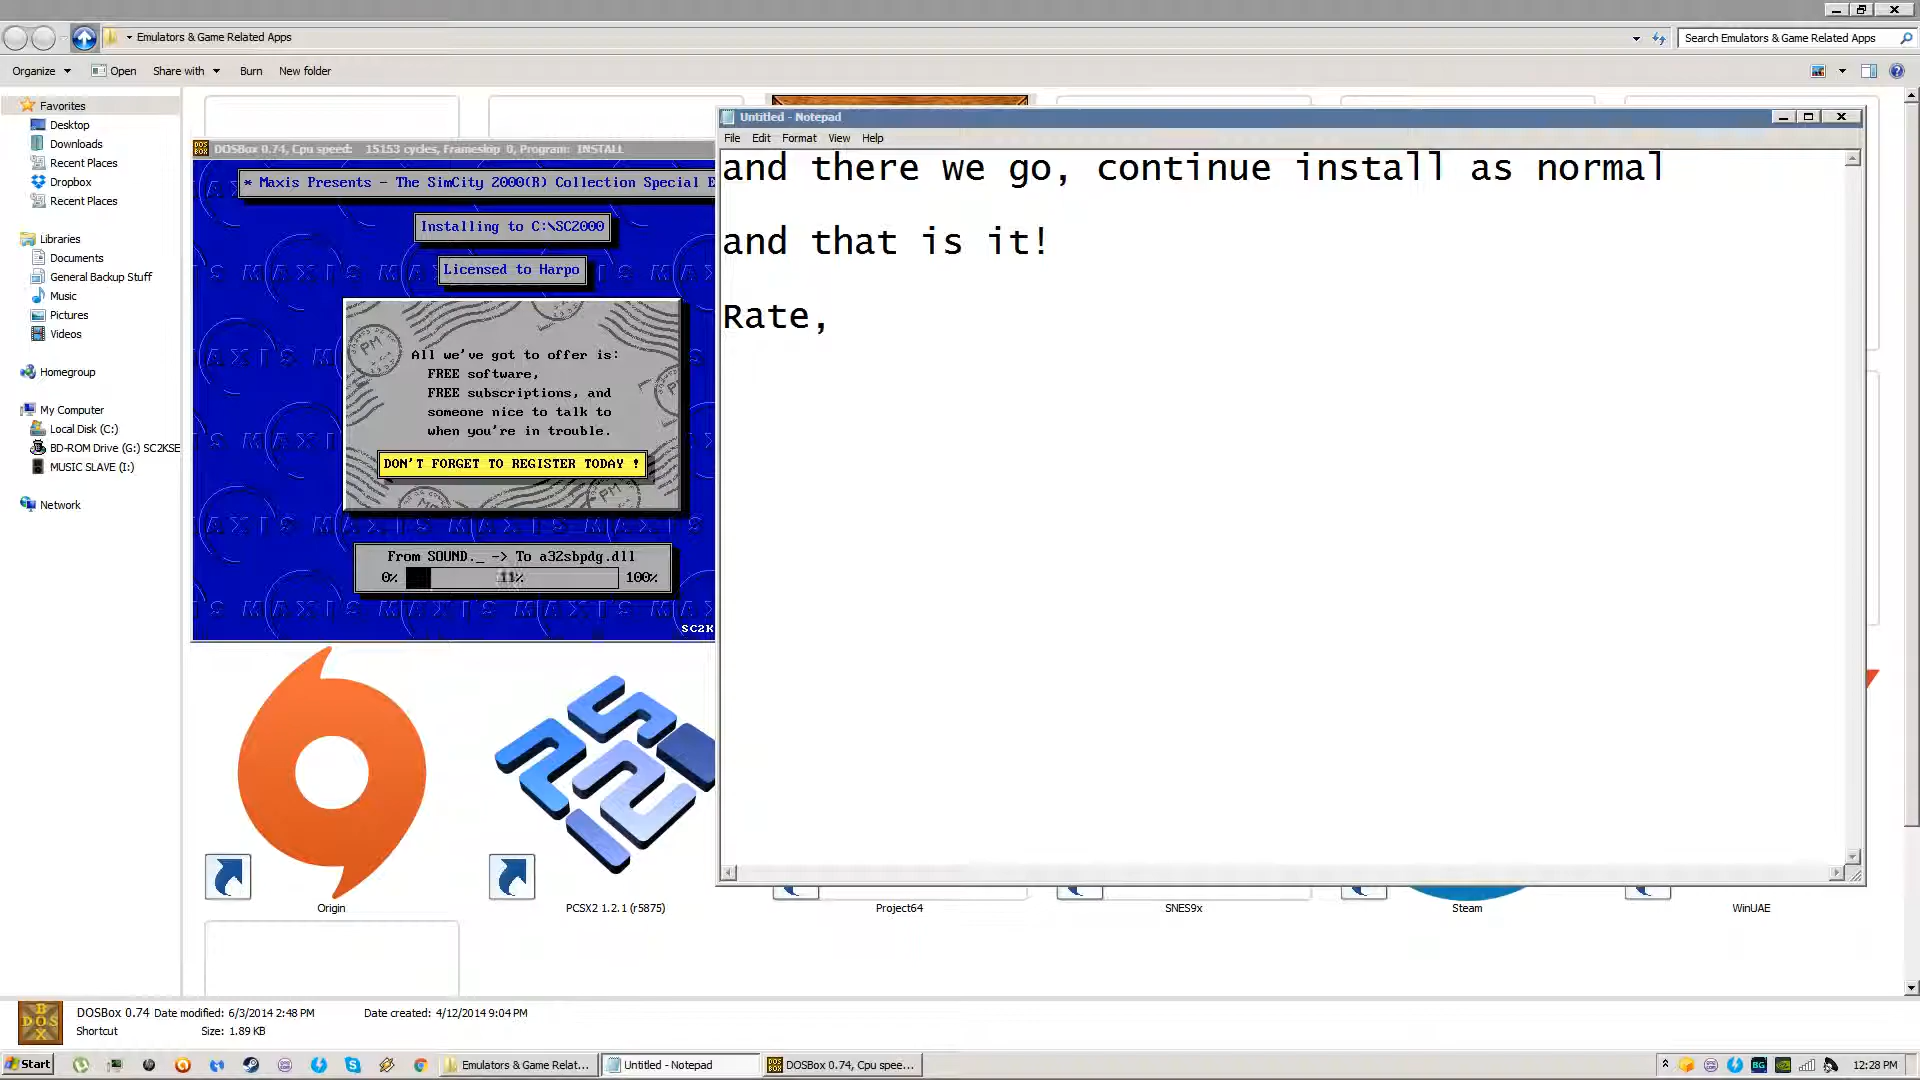 Emulators & Game Related Apps
Search Emulators & Game Related Apps
Organize
Open
Share with
Burn
New folder
Favorites
Desktop
Downloads
Recent Places
Dropbox
Recent Places
Libraries
Documents
General Backup Stuff
Music
Pictures
Videos
Homegroup
My Computer
Local Disk (C:)
BD-ROM Drive (G:) SC2KSE
MUSIC SLAVE (I:)
Network
DOSBox 0.74, Cpu speed: 15153 cycles, Frameskip 0, Program: INSTALL
* Maxis Presents - The SimCity 2000(R) Collection Special E
Installing to C:\SC2000
Licensed to Harpo
All we've got to offer is:
FREE software,
FREE subscriptions, and
someone nice to talk to
when you're in trouble.
DON'T FORGET TO REGISTER TODAY !
From SOUND._ -> To a32sbpdg.dll
0% 11% 100%
SC2K
Untitled - Notepad
File Edit Format View Help
and there we go, continue install as normal
and that is it!
Rate,
Origin
PCSX2 1.2.1 (r5875)
Project64
SNES9x
Steam
WinUAE
DOSBox 0.74 Date modified: 6/3/2014 2:48 PM Date created: 4/12/2014 9:04 PM
Shortcut Size: 1.89 KB
Start
Emulators & Game Relat...
Untitled - Notepad
DOSBox 0.74, Cpu spee...
12:28 PM